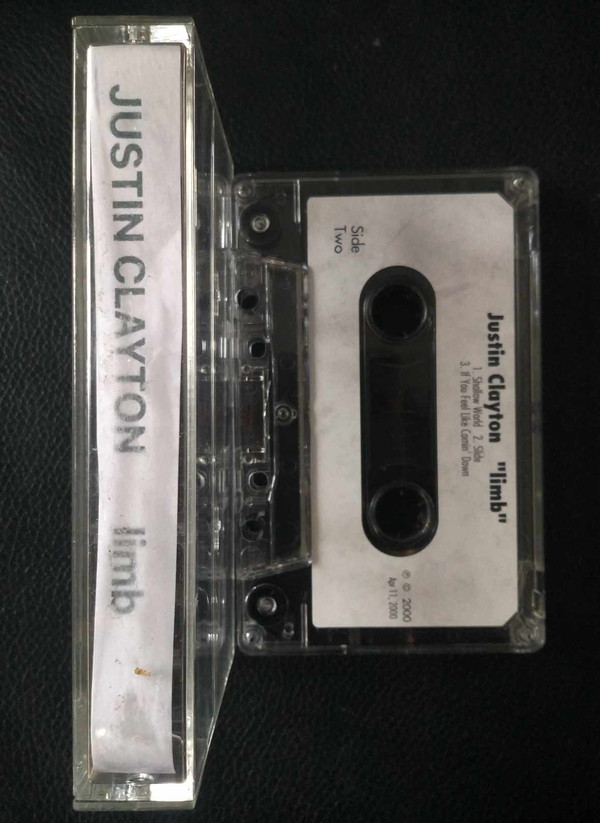 JUSTIN CLAYTON limb
Justin Clayton "limb"
1. Shallow World 2. Slide
3. If You Feel Like Comin' Down
Side
Two
℗ © 2000
Apr 11, 2000